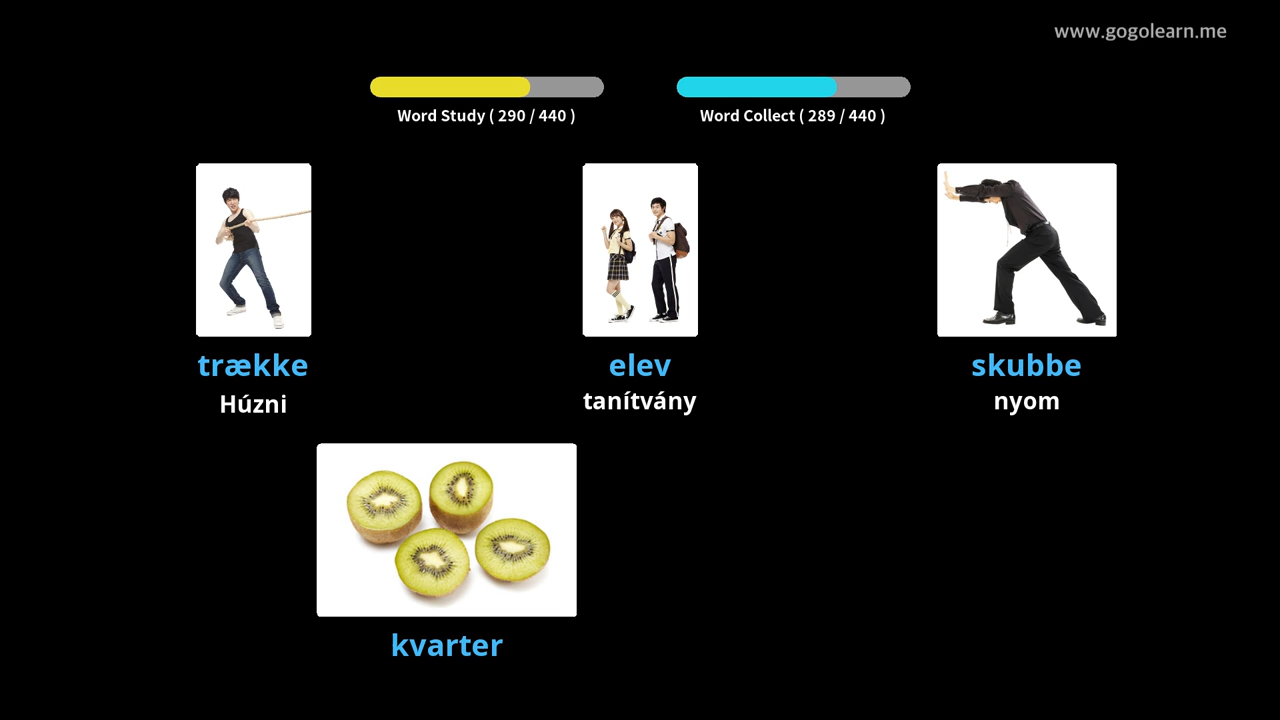 www.gogolearn.me
Word Study ( 290 / 440 )
Word Collect ( 289 / 440 )
trække
Húzni
elev
tanítvány
skubbe
nyom
kvarter